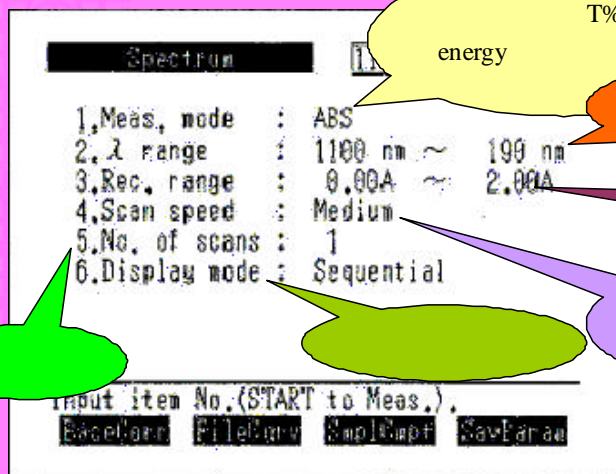 T%
energy
Spectrum
1.Meas. mode : ABS
2.λ range : 1100 nm ~ 190 nm
3.Rec. range : 0.00A ~ 2.00A
4.Scan speed : Medium
5.No. of scans : 1
6.Display mode : Sequential
Input item No.(START to Meas.).
BaseCorr FileConv SmplCmpt SavParam